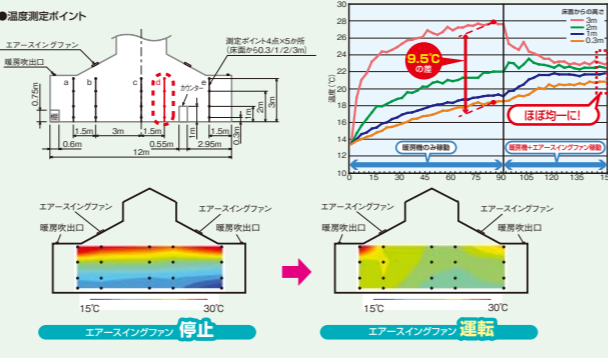 ●温度測定ポイント
エアースイングファン
暖房吹出口
測定ポイント4点×5か所
(床面から0.3/1/2/3m)
a
b
c
d
e
カウンター
0.75m
1.5m
3m
1.5m
1m
1m
2m
3m
0.3m
1.5m
0.6m
0.55m
2.95m
12m
床面からの高さ
3m
2m
1m
0.3m
温度(℃)
30
28
26
24
22
20
18
16
14
12
10
9.5℃
の差
ほぼ均一に!
暖房機のみ稼動
暖房機+エアースイングファン稼動
0
15
30
45
60
75
90
105
120
135
15
エアースイングファン
エアースイングファン
暖房吹出口
暖房吹出口
15℃
30℃
エアースイングファン 停止
エアースイングファン
エアースイングファン
暖房吹出口
暖房吹出口
15℃
30℃
エアースイングファン 運転